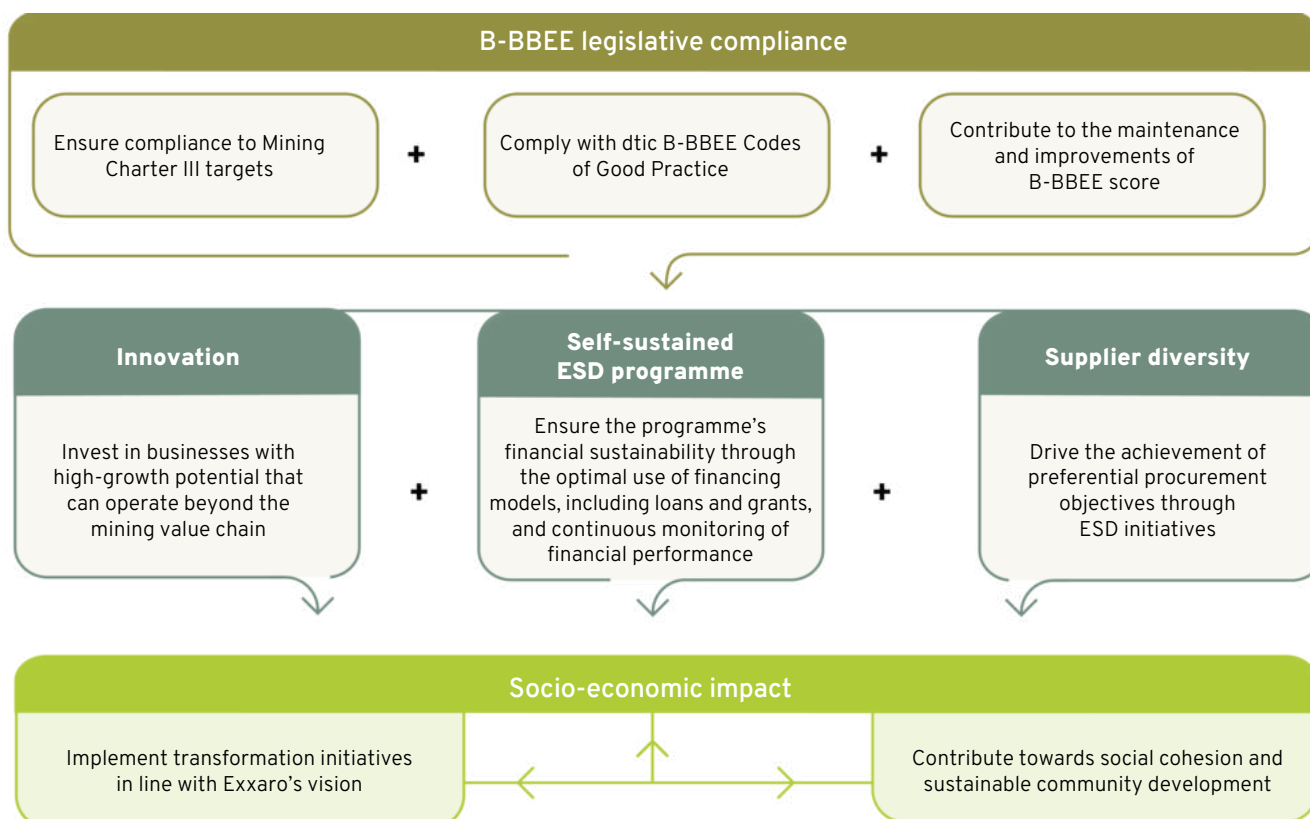 B-BBEE legislative compliance
Ensure compliance to Mining
Charter III targets
+
Comply with dtic B-BBEE Codes
of Good Practice
+
Contribute to the maintenance
and improvements of
B-BBEE score
Innovation
Invest in businesses with
high-growth potential that
can operate beyond the
mining value chain
+
Self-sustained
ESD programme
Ensure the programme’s
financial sustainability through
the optimal use of financing
models, including loans and grants,
and continuous monitoring of
financial performance
+
Supplier diversity
Drive the achievement of
preferential procurement
objectives through
ESD initiatives
Socio-economic impact
Implement transformation initiatives
in line with Exxaro’s vision
Contribute towards social cohesion and
sustainable community development